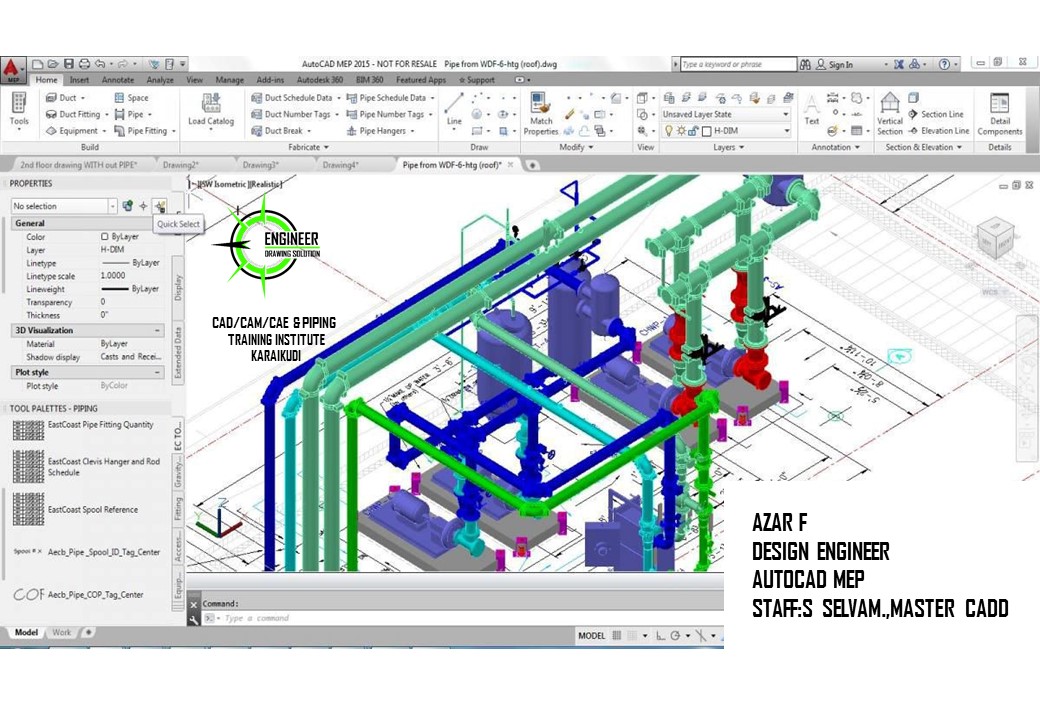 AutoCAD MEP 2015 - NOT FOR RESALE Pipe from WDF-6-htg (roof).dwg
Type a keyword or phrase
Sign In
MEP
Home Insert Annotate Analyze View Manage Add-ins Autodesk 360 BIM 360 Featured Apps Support
Tools
Duct
Duct Fitting
Equipment
Space
Pipe
Pipe Fitting
Load Catalog
Duct Schedule Data
Duct Number Tags
Duct Break
Pipe Schedule Data
Pipe Number Tags
Pipe Hangers
Line
Match
Properties
Unsaved Layer State
H-DIM
Text
Vertical
Section
Section Line
Elevation Line
Detail
Components
Build Fabricate Draw Modify View Layers Annotation Section & Elevation Details
2nd floor drawing WITH out PIPE* Drawing2* Drawing3* Drawing4* Pipe from WDF-6-htg (roof)*
PROPERTIES
No selection
Quick Select
General
Color ByLayer
Layer H-DIM
Linetype ByLayer
Linetype scale 1.0000
Lineweight ByLayer
Transparency 0
Thickness 0"
3D Visualization
Material ByLayer
Shadow display Casts and Recei...
Plot style
Plot style ByColor
Display
Extended Data
TOOL PALETTES - PIPING
EastCoast Pipe Fitting Quantity
EastCoast Clevis Hanger and Rod
Schedule
EastCoast Spool Reference
Spool #:X Aecb_Pipe_Spool_ID_Tag_Center
COF Aecb_Pipe_COP_Tag_Center
EC TO...
Gravity...
Fitting
Access...
Equip...
Model Work
[-][SW Isometric][Realistic]
ENGINEER
DRAWING SOLUTION
CAD/CAM/CAE & PIPING
TRAINING INSTITUTE
KARAIKUDI
WCS
Z
Command:
Type a command
MODEL
AZAR F
DESIGN ENGINEER
AUTOCAD MEP
STAFF:S SELVAM.,MASTER CADD